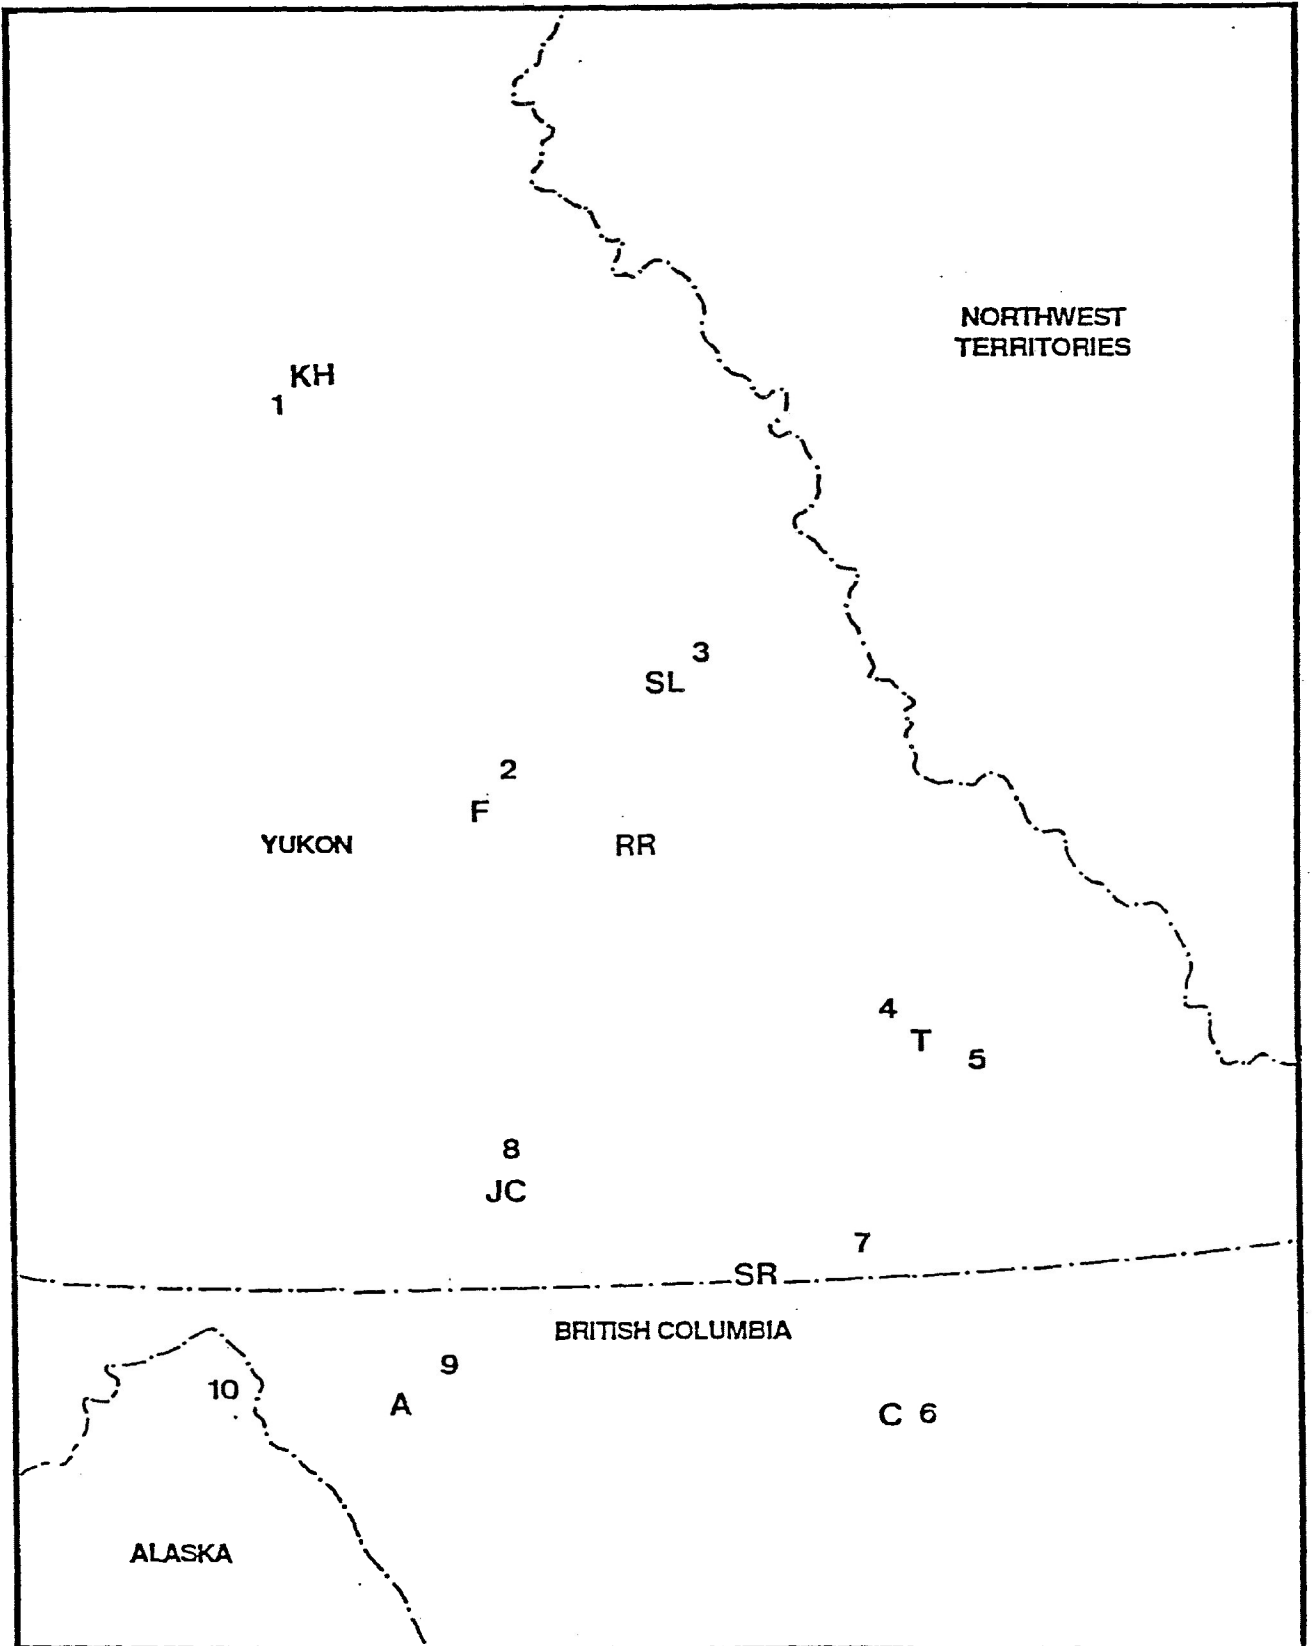 NORTHWEST
TERRITORIES
KH
1
3
SL
2
F
YUKON
RR
4
T
5
8
JC
7
SR
BRITISH COLUMBIA
9
10
A
C 6
ALASKA